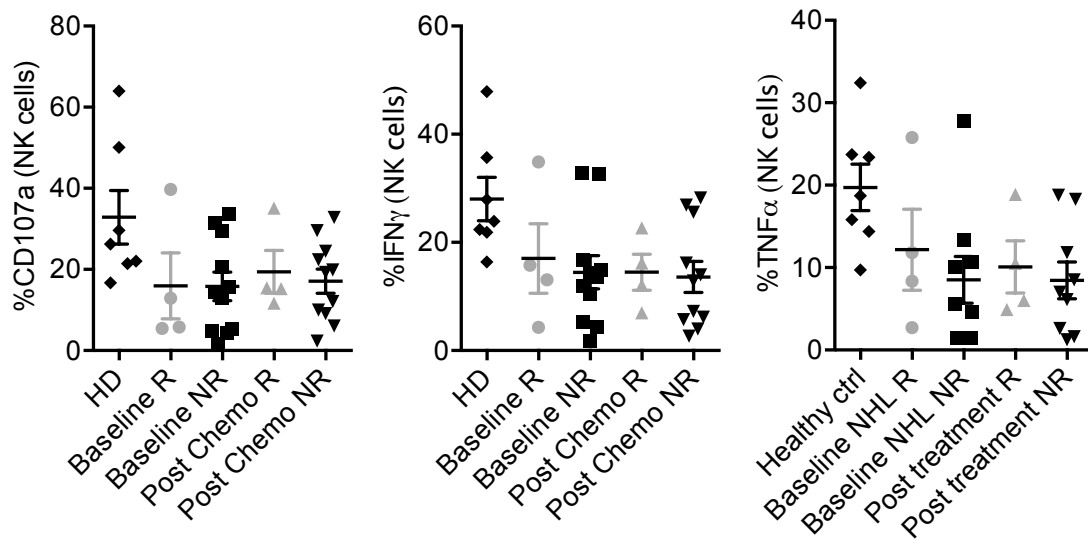 %CD107a (NK cells)
80
60
40
20
0
HD
Baseline R
Baseline NR
Post Chemo R
Post Chemo NR
%IFNγ (NK cells)
60
40
20
0
HD
Baseline R
Baseline NR
Post Chemo R
Post Chemo NR
%TNFα (NK cells)
40
30
20
10
0
Healthy ctrl
Baseline NHL R
Baseline NHL NR
Post treatment R
Post treatment NR